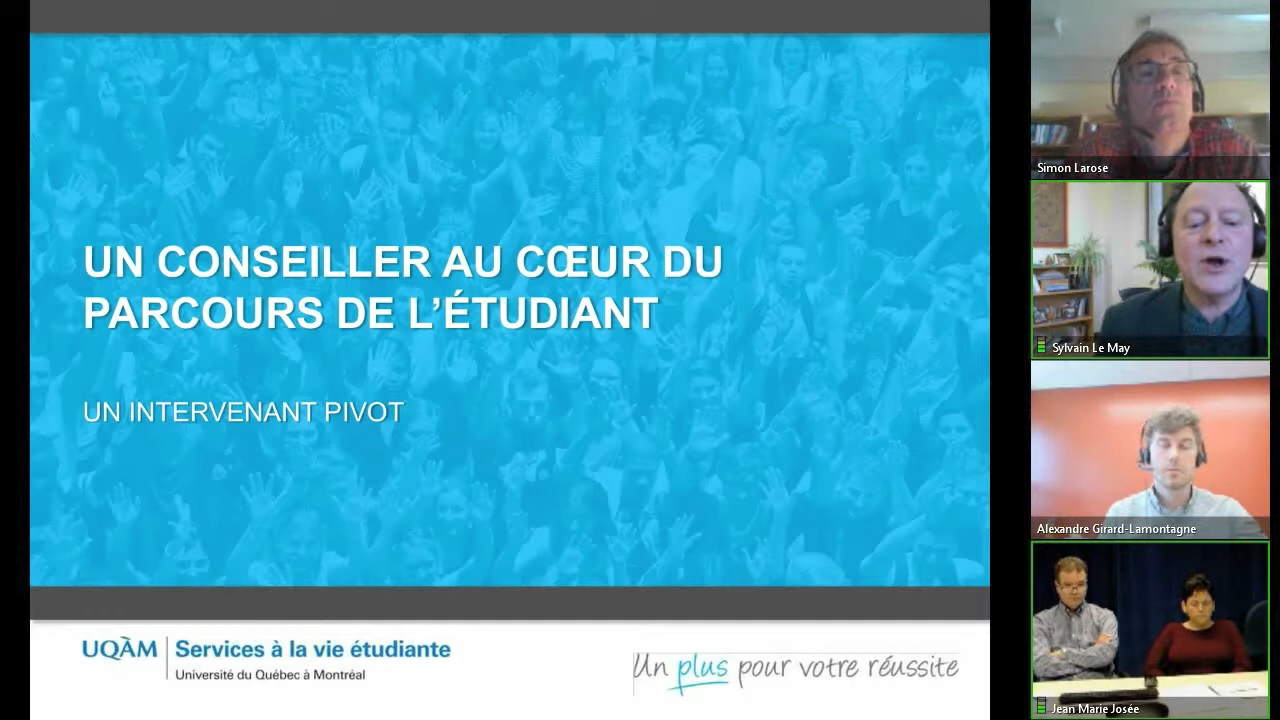 UN CONSEILLER AU CŒUR DU
PARCOURS DE L'ÉTUDIANT
UN INTERVENANT PIVOT
UQÀM
Services à la vie étudiante
Université du Québec à Montréal
Un plus pour votre réussite
Simon Larose
Sylvain Le May
Alexandre Girard-Lamontagne
Jean Marie Josée